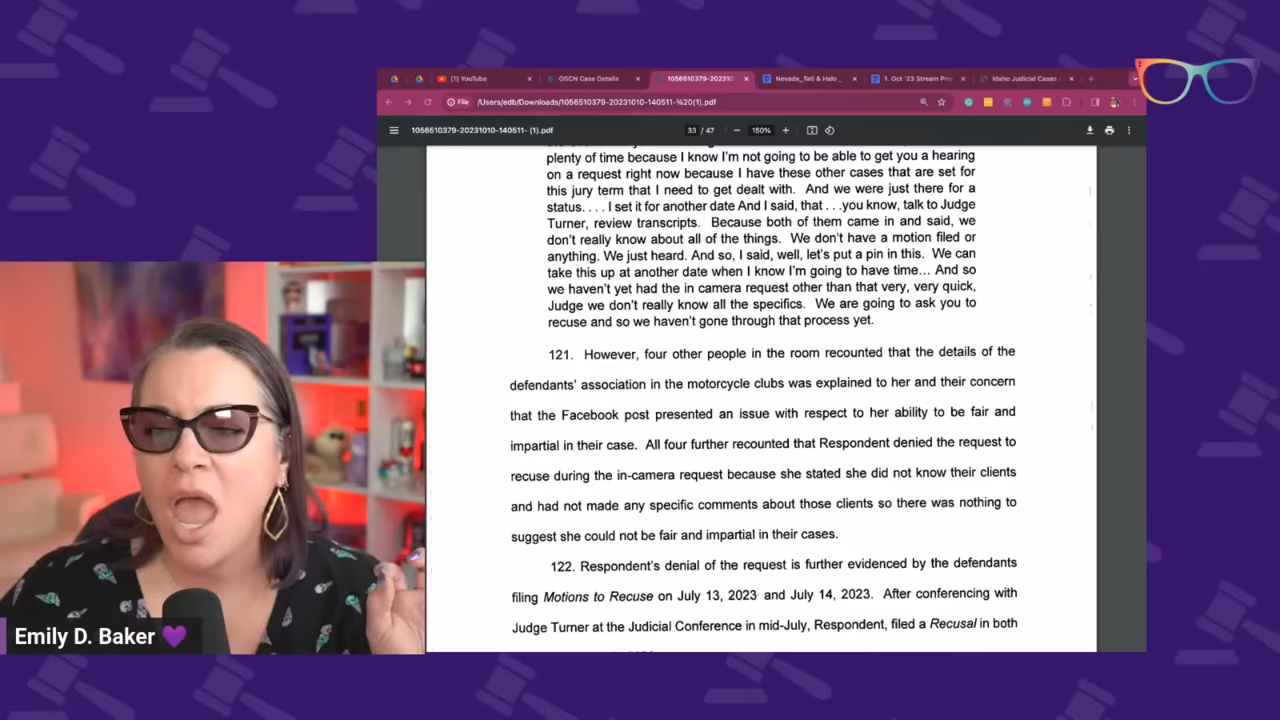 (1) YouTube
OSCN Case Details
1056510379-202310
Nevada_Tati & Halo _
1. Oct '23 Stream Pro
Idaho Judicial Cases
File /Users/edb/Downloads/1056510379-20231010-140511-%20(1).pdf
1056510379-20231010-140511- (1).pdf 33 / 47 150%
plenty of time because I know I'm not going to be able to get you a hearing
on a request right now because I have these other cases that are set for
this jury term that I need to get dealt with. And we were just there for a
status. . . . I set it for another date And I said, that . . .you know, talk to Judge
Turner, review transcripts. Because both of them came in and said, we
don't really know about all of the things. We don't have a motion filed or
anything. We just heard. And so, I said, well, let's put a pin in this. We can
take this up at another date when I know I'm going to have time... And so
we haven't yet had the in camera request other than that very, very quick,
Judge we don't really know all the specifics. We are going to ask you to
recuse and so we haven't gone through that process yet.
121. However, four other people in the room recounted that the details of the
defendants' association in the motorcycle clubs was explained to her and their concern
that the Facebook post presented an issue with respect to her ability to be fair and
impartial in their case. All four further recounted that Respondent denied the request to
recuse during the in-camera request because she stated she did not know their clients
and had not made any specific comments about those clients so there was nothing to
suggest she could not be fair and impartial in their cases.
122. Respondent's denial of the request is further evidenced by the defendants
filing Motions to Recuse on July 13, 2023 and July 14, 2023. After conferencing with
Judge Turner at the Judicial Conference in mid-July, Respondent, filed a Recusal in both
Emily D. Baker 💜